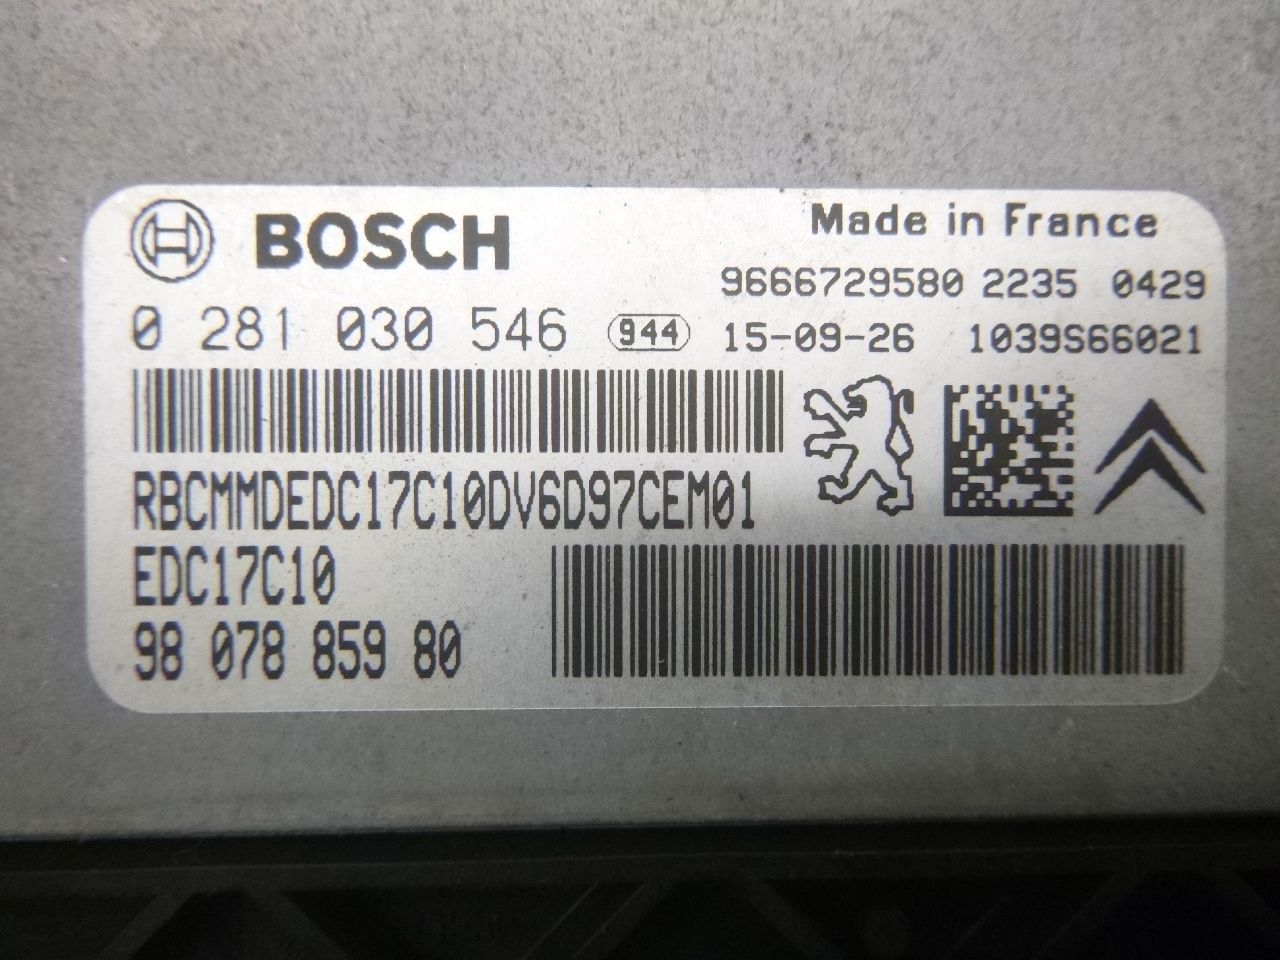 BOSCH
Made in France
9666729580 2235 0429
0 281 030 546 944 15-09-26 1039S66021
RBCMMDEDC17C10DV6D97CEM01
EDC17C10
98 078 859 80